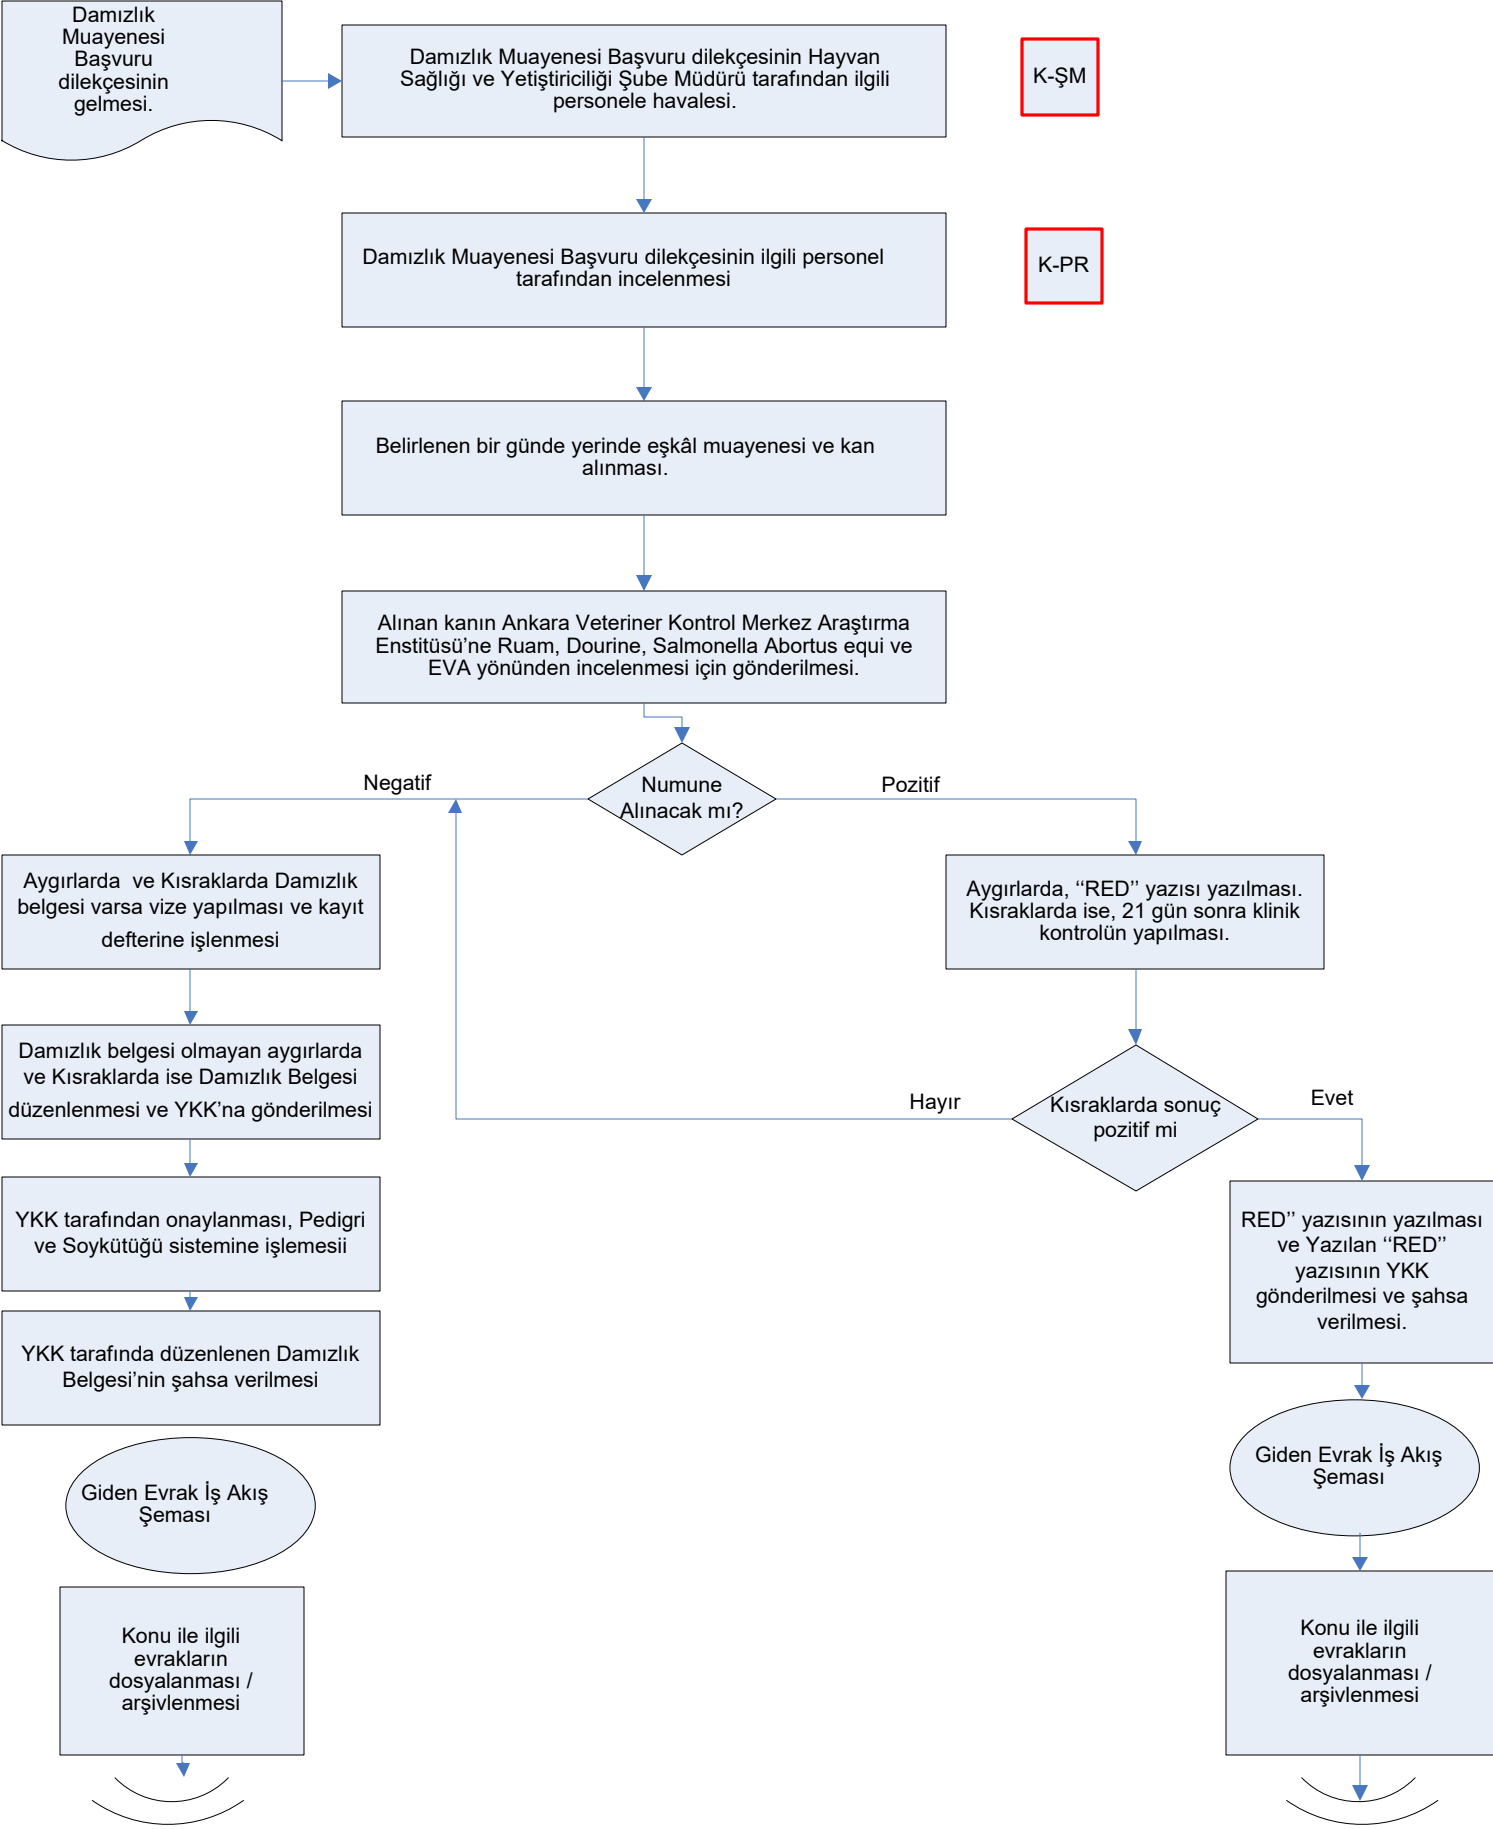 Damızlık
Muayenesi
Başvuru
dilekçesinin
gelmesi.
Damızlık Muayenesi Başvuru dilekçesinin Hayvan
Sağlığı ve Yetiştiriciliği Şube Müdürü tarafından ilgili
personele havalesi.
K-ŞM
Damızlık Muayenesi Başvuru dilekçesinin ilgili personel
tarafından incelenmesi
K-PR
Belirlenen bir günde yerinde eşkâl muayenesi ve kan
alınması.
Alınan kanın Ankara Veteriner Kontrol Merkez Araştırma
Enstitüsü’ne Ruam, Dourine, Salmonella Abortus equi ve
EVA yönünden incelenmesi için gönderilmesi.
Negatif
Numune
Alınacak mı?
Pozitif
Aygırlarda  ve Kısraklarda Damızlık
belgesi varsa vize yapılması ve kayıt
defterine işlenmesi
Aygırlarda, ‘‘RED’’ yazısı yazılması.
Kısraklarda ise, 21 gün sonra klinik
kontrolün yapılması.
Damızlık belgesi olmayan aygırlarda
ve Kısraklarda ise Damızlık Belgesi
düzenlenmesi ve YKK’na gönderilmesi
Hayır
Kısraklarda sonuç
pozitif mi
Evet
YKK tarafından onaylanması, Pedigri
ve Soykütüğü sistemine işlemesii
RED’’ yazısının yazılması
ve Yazılan ‘‘RED’’
yazısının YKK
gönderilmesi ve şahsa
verilmesi.
YKK tarafında düzenlenen Damızlık
Belgesi’nin şahsa verilmesi
Giden Evrak İş Akış
Şeması
Giden Evrak İş Akış
Şeması
Konu ile ilgili
evrakların
dosyalanması /
arşivlenmesi
Konu ile ilgili
evrakların
dosyalanması /
arşivlenmesi